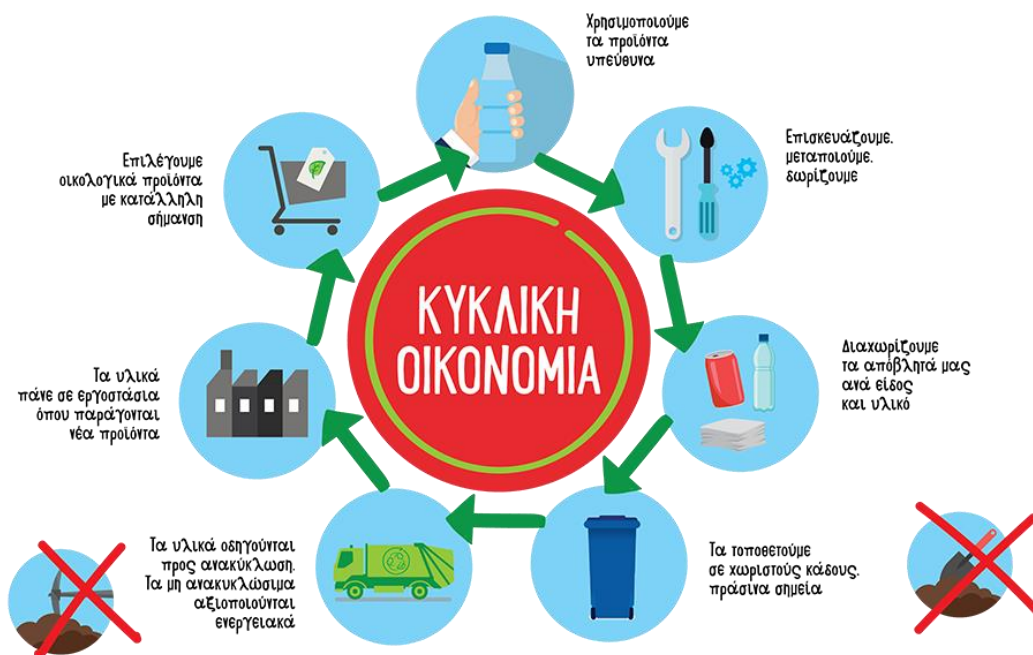 Χρησιμοποιούμε
τα προϊόντα
υπεύθυνα
Επισκευάζουμε,
μεταποιούμε,
δωρίζουμε
Διαχωρίζουμε
τα απόβλητά μας
ανά είδος
και υλικό
Τα τοποθετούμε
σε χωριστούς κάδους,
πράσινα σημεία
Τα υλικά οδηγούνται
προς ανακύκλωση.
Τα μη ανακυκλώσιμα
αξιοποιούνται
ενεργειακά
Τα υλικά
πάνε σε εργοστάσια
όπου παράγονται
νέα προϊόντα
Επιλέγουμε
οικολογικά προϊόντα
με κατάλληλη
σήμανση
ΚΥΚΛΙΚΗ
ΟΙΚΟΝΟΜΙΑ